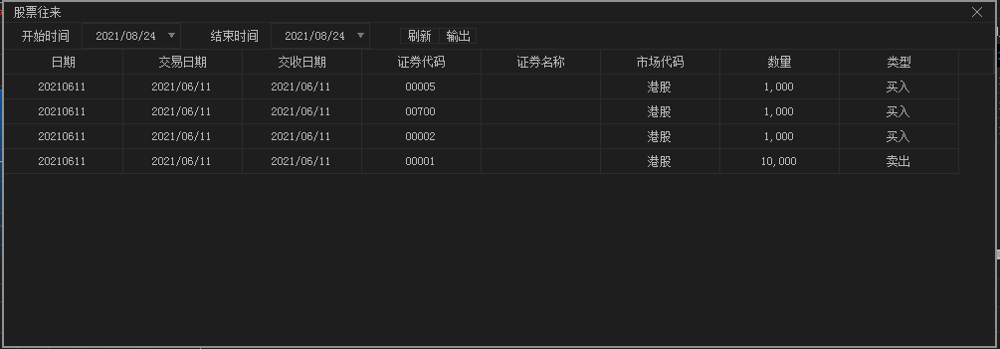 股票往来
开始时间 2021/08/24 结束时间 2021/08/24 刷新 输出
日期 交易日期 交收日期 证券代码 证券名称 市场代码 数量 类型
20210611 2021/06/11 2021/06/11 00005 港股 1,000 买入
20210611 2021/06/11 2021/06/11 00700 港股 1,000 买入
20210611 2021/06/11 2021/06/11 00002 港股 1,000 买入
20210611 2021/06/11 2021/06/11 00001 港股 10,000 卖出